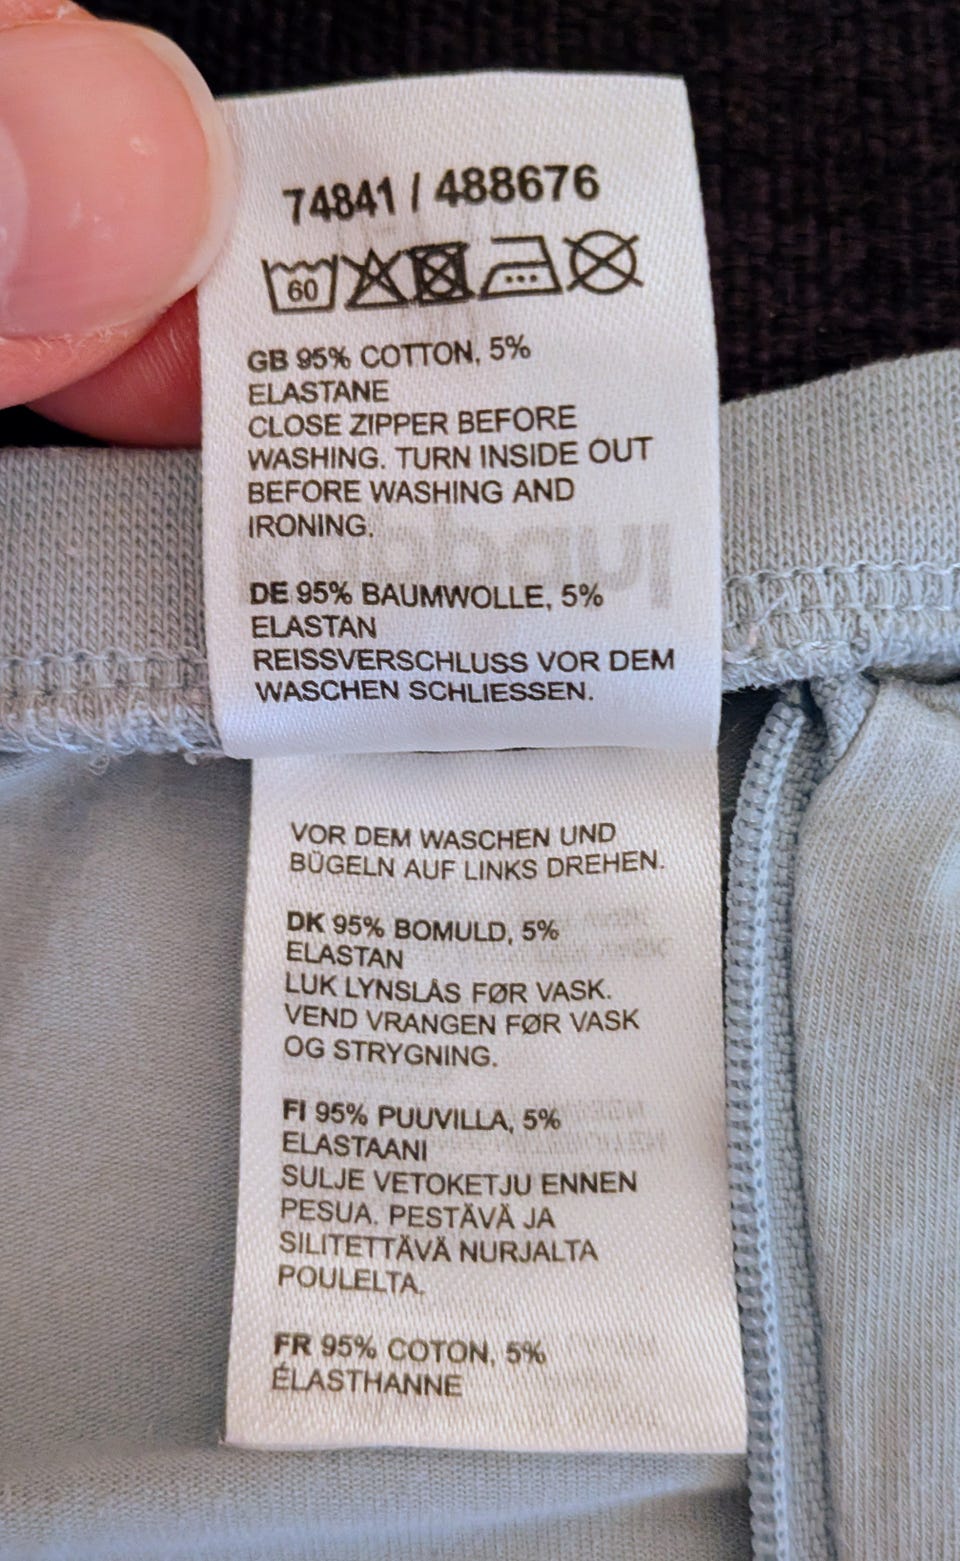 74841 / 488676
60
GB 95% COTTON, 5%
ELASTANE
CLOSE ZIPPER BEFORE
WASHING. TURN INSIDE OUT
BEFORE WASHING AND
IRONING.
DE 95% BAUMWOLLE, 5%
ELASTAN
REISSVERSCHLUSS VOR DEM
WASCHEN SCHLIESSEN.
VOR DEM WASCHEN UND
BÜGELN AUF LINKS DREHEN.
DK 95% BOMULD, 5%
ELASTAN
LUK LYNSLÅS FØR VASK.
VEND VRANGEN FØR VASK
OG STRYGNING.
FI 95% PUUVILLA, 5%
ELASTAANI
SULJE VETOKETJU ENNEN
PESUA. PESTÄVÄ JA
SILITETTÄVÄ NURJALTA
POULELTA.
FR 95% COTON, 5%
ÉLASTHANNE